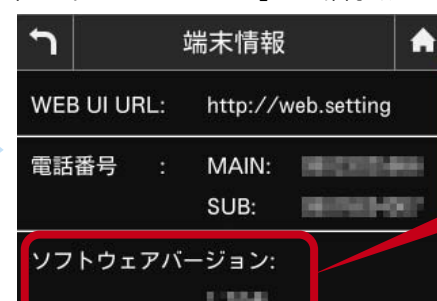 端末情報
WEB UI URL: http://web.setting
電話番号 : MAIN:
SUB:
ソフトウェアバージョン: